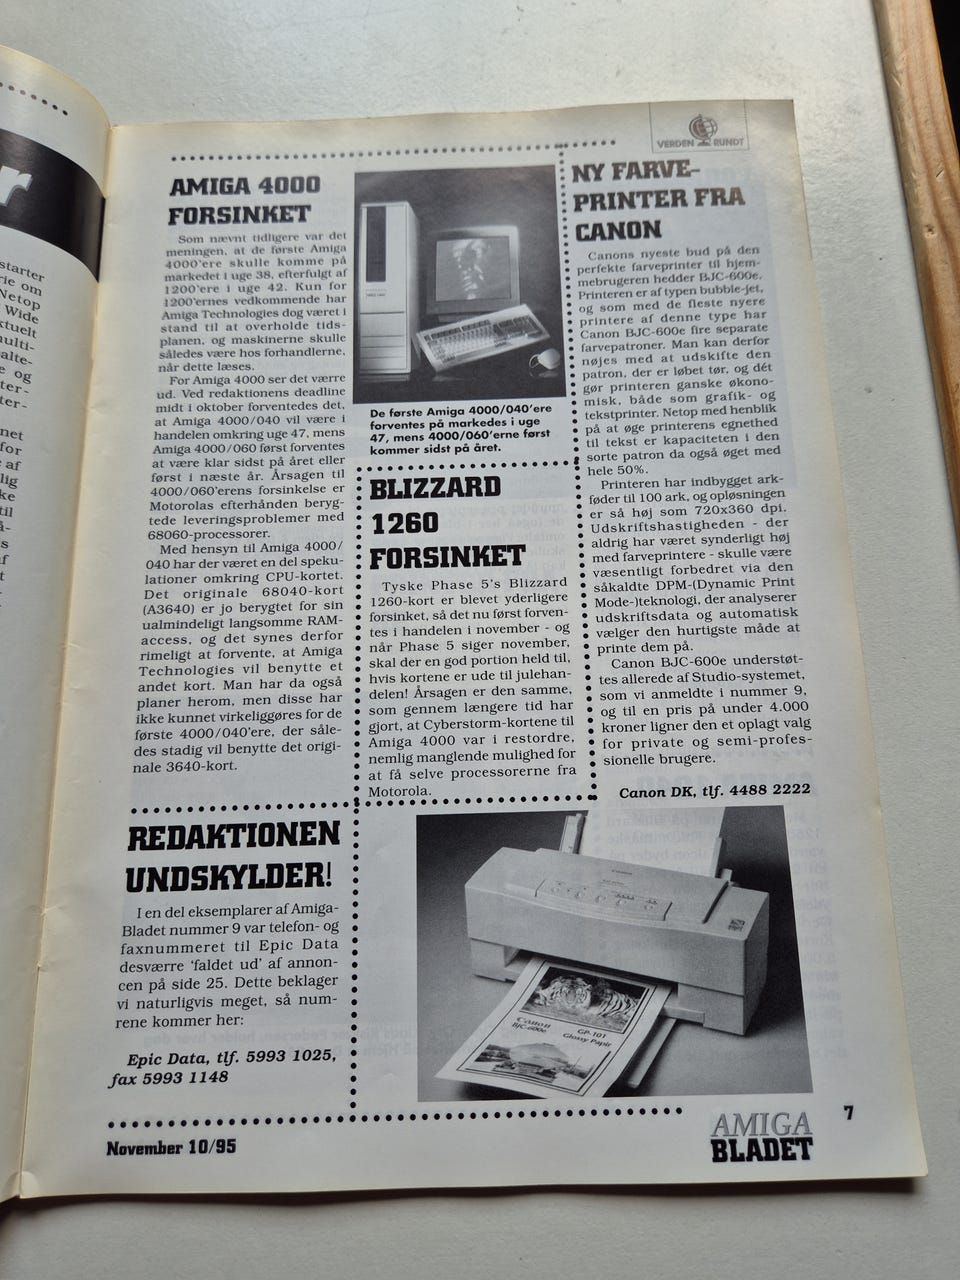 r
starter
rie om
Netop
Wide
ktuelt
multi-
alte-
e og
ter-
ter-
net
for
af
lig
ke
til
å-
s
af
t
VERDEN RUNDT
AMIGA 4000
FORSINKET
Som nævnt tidligere var det
meningen, at de første Amiga
4000'ere skulle komme på
markedet i uge 38, efterfulgt af
1200'ere i uge 42. Kun for
1200'ernes vedkommende har
Amiga Technologies dog været i
stand til at overholde tids-
planen, og maskinerne skulle
således være hos forhandlerne,
når dette læses.
For Amiga 4000 ser det værre
ud. Ved redaktionens deadline
midt i oktober forventedes det,
at Amiga 4000/040 vil være i
handelen omkring uge 47, mens
Amiga 4000/060 først forventes
at være klar sidst på året eller
først i næste år. Årsagen til
4000/060'erens forsinkelse er
Motorolas efterhånden beryg-
tede leveringsproblemer med
68060-processorer.
Med hensyn til Amiga 4000/
040 har der været en del speku-
lationer omkring CPU-kortet.
Det originale 68040-kort
(A3640) er jo berygtet for sin
ualmindeligt langsomme RAM-
access, og det synes derfor
rimeligt at forvente, at Amiga
Technologies vil benytte et
andet kort. Man har da også
planer herom, men disse har
ikke kunnet virkeliggøres for de
første 4000/040'ere, der såle-
des stadig vil benytte det origi-
nale 3640-kort.
De første Amiga 4000/040'ere
forventes på markedes i uge
47, mens 4000/060'erne først
kommer sidst på året.
BLIZZARD
1260
FORSINKET
Tyske Phase 5's Blizzard
1260-kort er blevet yderligere
forsinket, så det nu først forven-
tes i handelen i november - og
når Phase 5 siger november,
skal der en god portion held til,
hvis kortene er ude til julehan-
delen! Årsagen er den samme,
som gennem længere tid har
gjort, at Cyberstorm-kortene til
Amiga 4000 var i restordre,
nemlig manglende mulighed for
at få selve processorerne fra
Motorola.
NY FARVE-
PRINTER FRA
CANON
Canons nyeste bud på den
perfekte farveprinter til hjem-
mebrugeren hedder BJC-600e.
Printeren er af typen bubble-jet,
og som med de fleste nyere
printere af denne type har
Canon BJC-600e fire separate
farvepatroner. Man kan derfor
nøjes med at udskifte den
patron, der er løbet tør, og dét
gør printeren ganske økono-
misk, både som grafik- og
tekstprinter. Netop med henblik
på at øge printerens egnethed
til tekst er kapaciteten i den
sorte patron da også øget med
hele 50%.
Printeren har indbygget ark-
føder til 100 ark, og opløsningen
er så høj som 720x360 dpi.
Udskriftshastigheden - der
aldrig har været synderligt høj
med farveprintere - skulle være
væsentligt forbedret via den
såkaldte DPM-(Dynamic Print
Mode-)teknologi, der analyserer
udskriftsdata og automatisk
vælger den hurtigste måde at
printe dem på.
Canon BJC-600e understøt-
tes allerede af Studio-systemet,
som vi anmeldte i nummer 9,
og til en pris på under 4.000
kroner ligner den et oplagt valg
for private og semi-profes-
sionelle brugere.
Canon DK, tlf. 4488 2222
REDAKTIONEN
UNDSKYLDER!
I en del eksemplarer af Amiga-
Bladet nummer 9 var telefon- og
faxnummeret til Epic Data
desværre 'faldet ud' af annon-
cen på side 25. Dette beklager
vi naturligvis meget, så num-
rene kommer her:
Epic Data, tlf. 5993 1025,
fax 5993 1148
Canon
Canon
BJC-600e
GP-101
Glossy Papir
November 10/95
AMIGA
BLADET
7